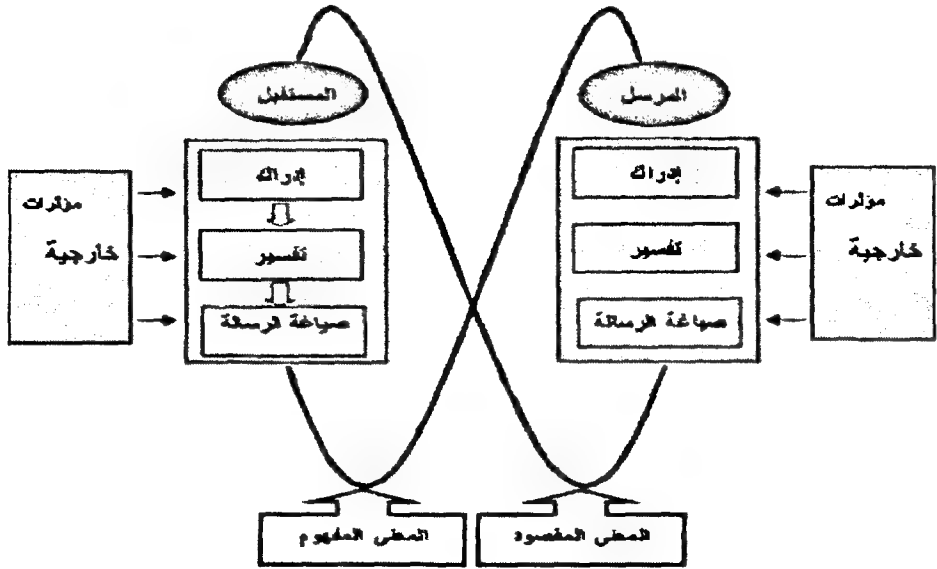 المرسل
المستقبل
مؤثرات
خارجية
إدراك
تفسير
صياغة الرسالة
إدراك
تفسير
صياغة الرسالة
مؤثرات
خارجية
المعنى المقصود
المعنى المفهوم